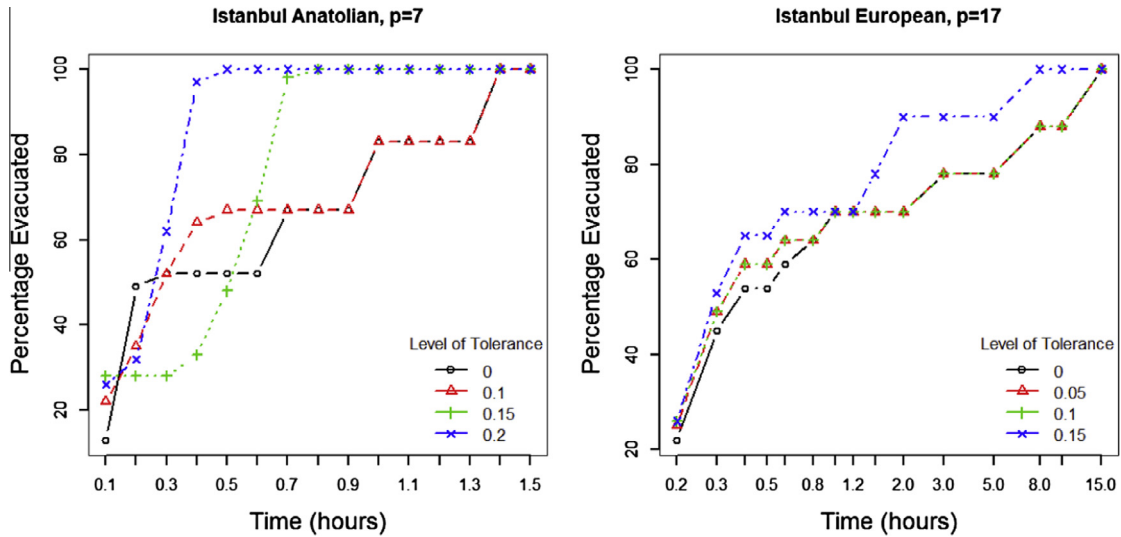 Istanbul Anatolian, p=7
Percentage Evacuated
100
80
60
40
20
0.1 0.3 0.5 0.7 0.9 1.1 1.3 1.5
Time (hours)
Level of Tolerance
0
0.1
0.15
0.2
Istanbul European, p=17
Percentage Evacuated
100
80
60
40
20
0.2 0.3 0.5 0.8 1.2 2.0 3.0 5.0 8.0 15.0
Time (hours)
Level of Tolerance
0
0.05
0.1
0.15